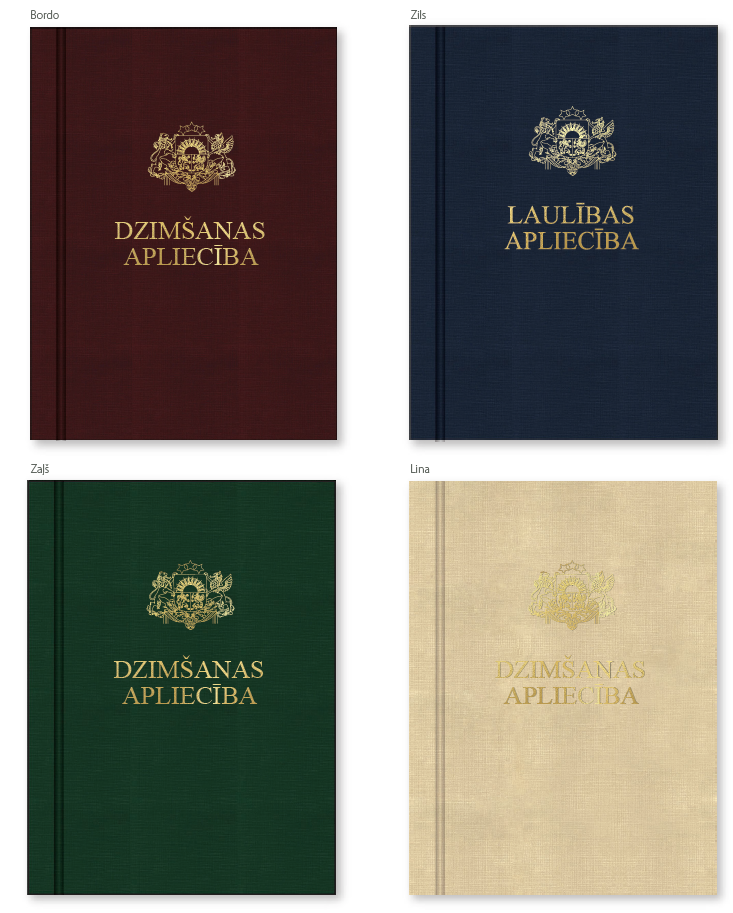 Bordo
DZIMŠANAS
APLIECĪBA
Zils
LAULĪBAS
APLIECĪBA
Zaļš
DZIMŠANAS
APLIECĪBA
Lina
DZIMŠANAS
APLIECĪBA